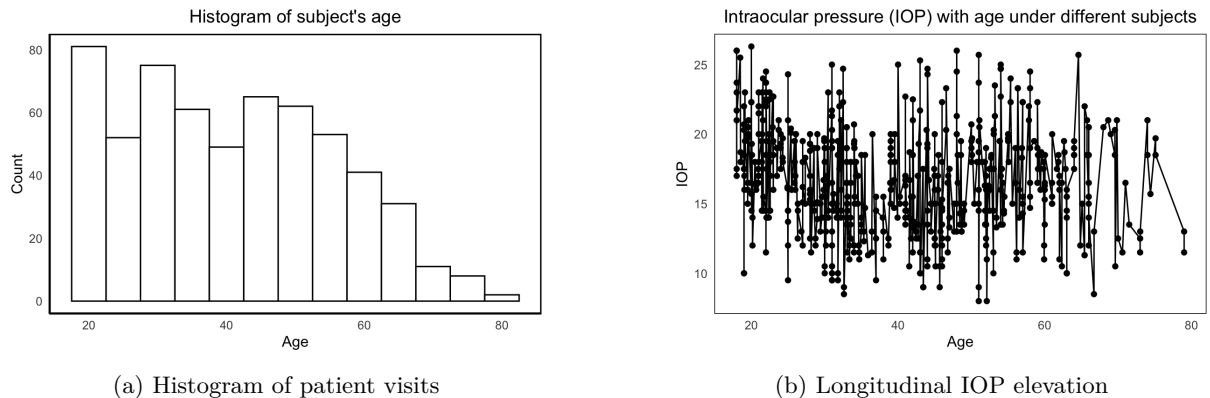 Histogram of subject's age
80
60
40
20
0
Count
20 40 60 80
Age
(a) Histogram of patient visits
Intraocular pressure (IOP) with age under different subjects
25
20
15
10
IOP
20 40 60 80
Age
(b) Longitudinal IOP elevation